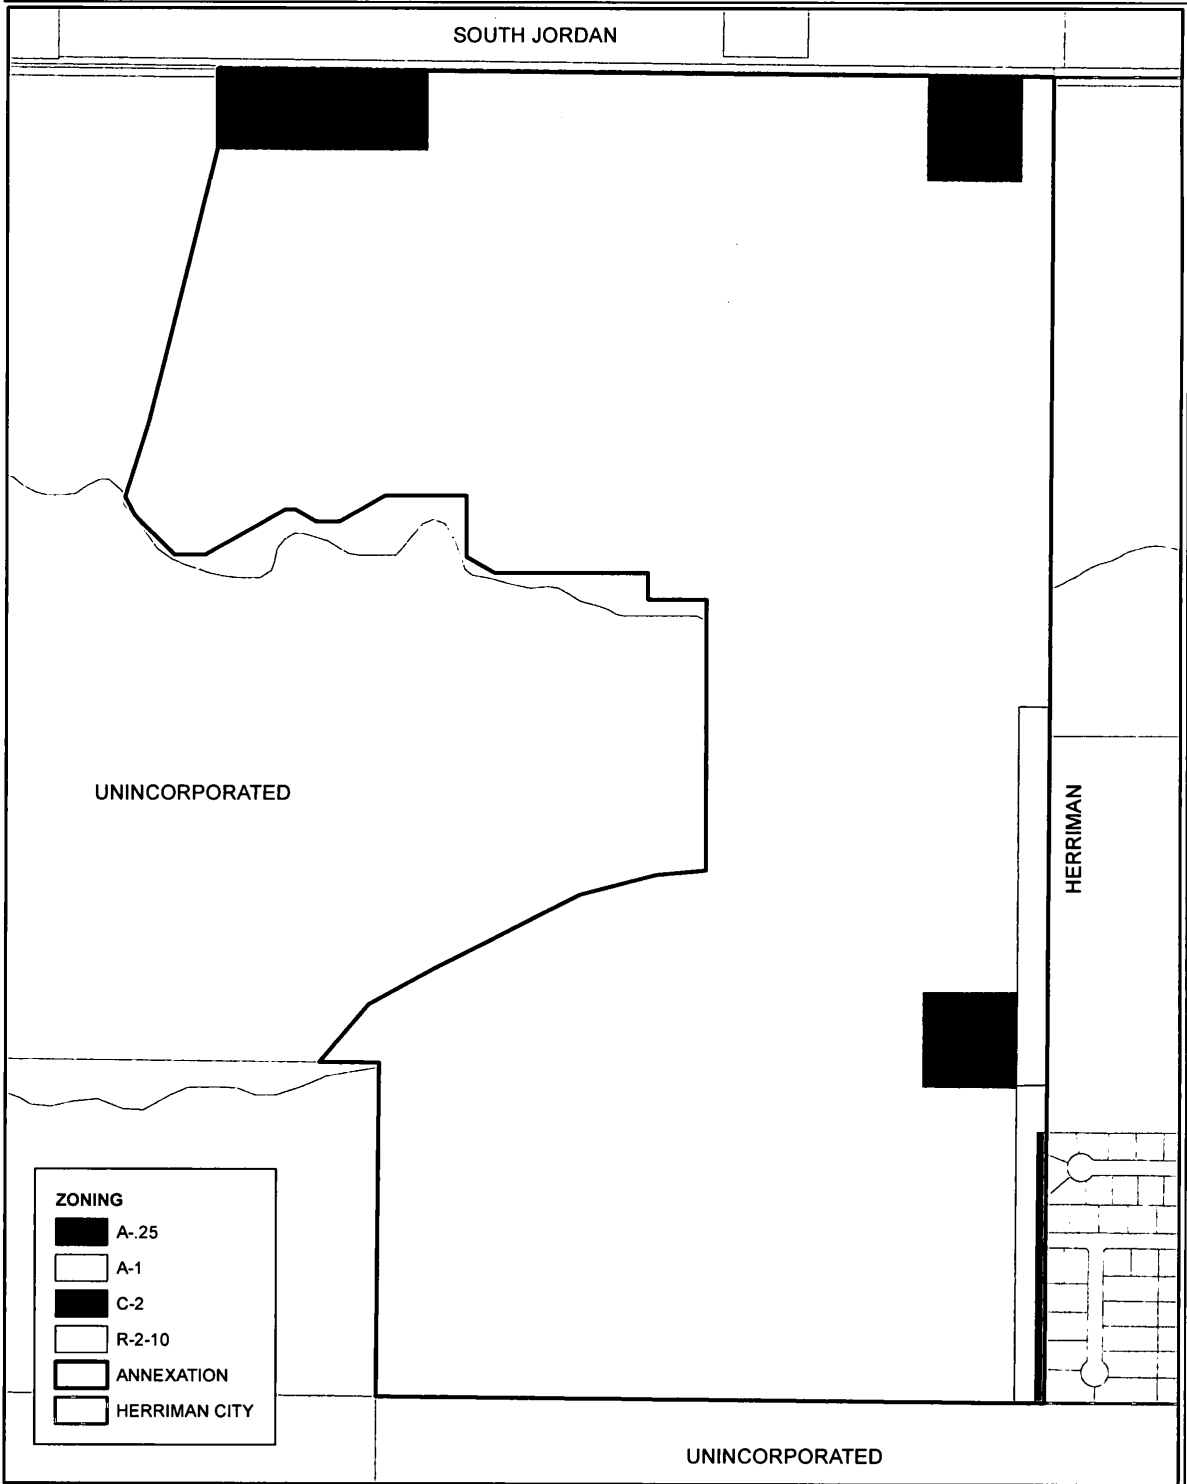 SOUTH JORDAN
UNINCORPORATED
HERRIMAN
ZONING
A-.25
A-1
C-2
R-2-10
ANNEXATION
HERRIMAN CITY
UNINCORPORATED